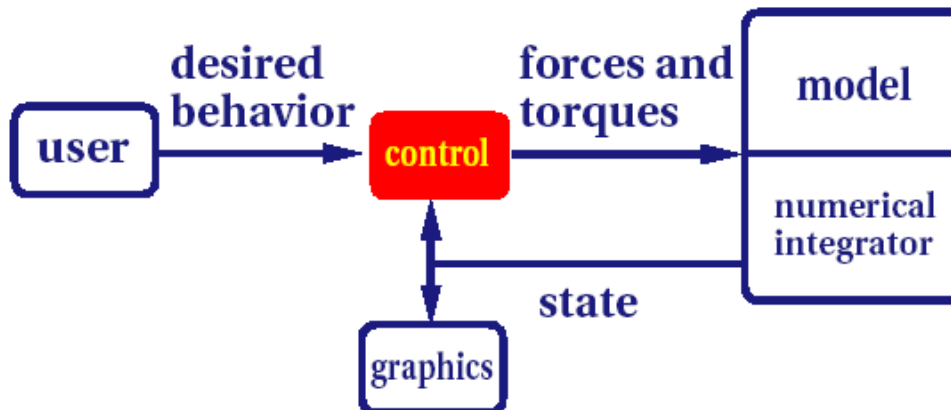 desired
behavior
forces and
torques
model
user
control
numerical
integrator
state
graphics